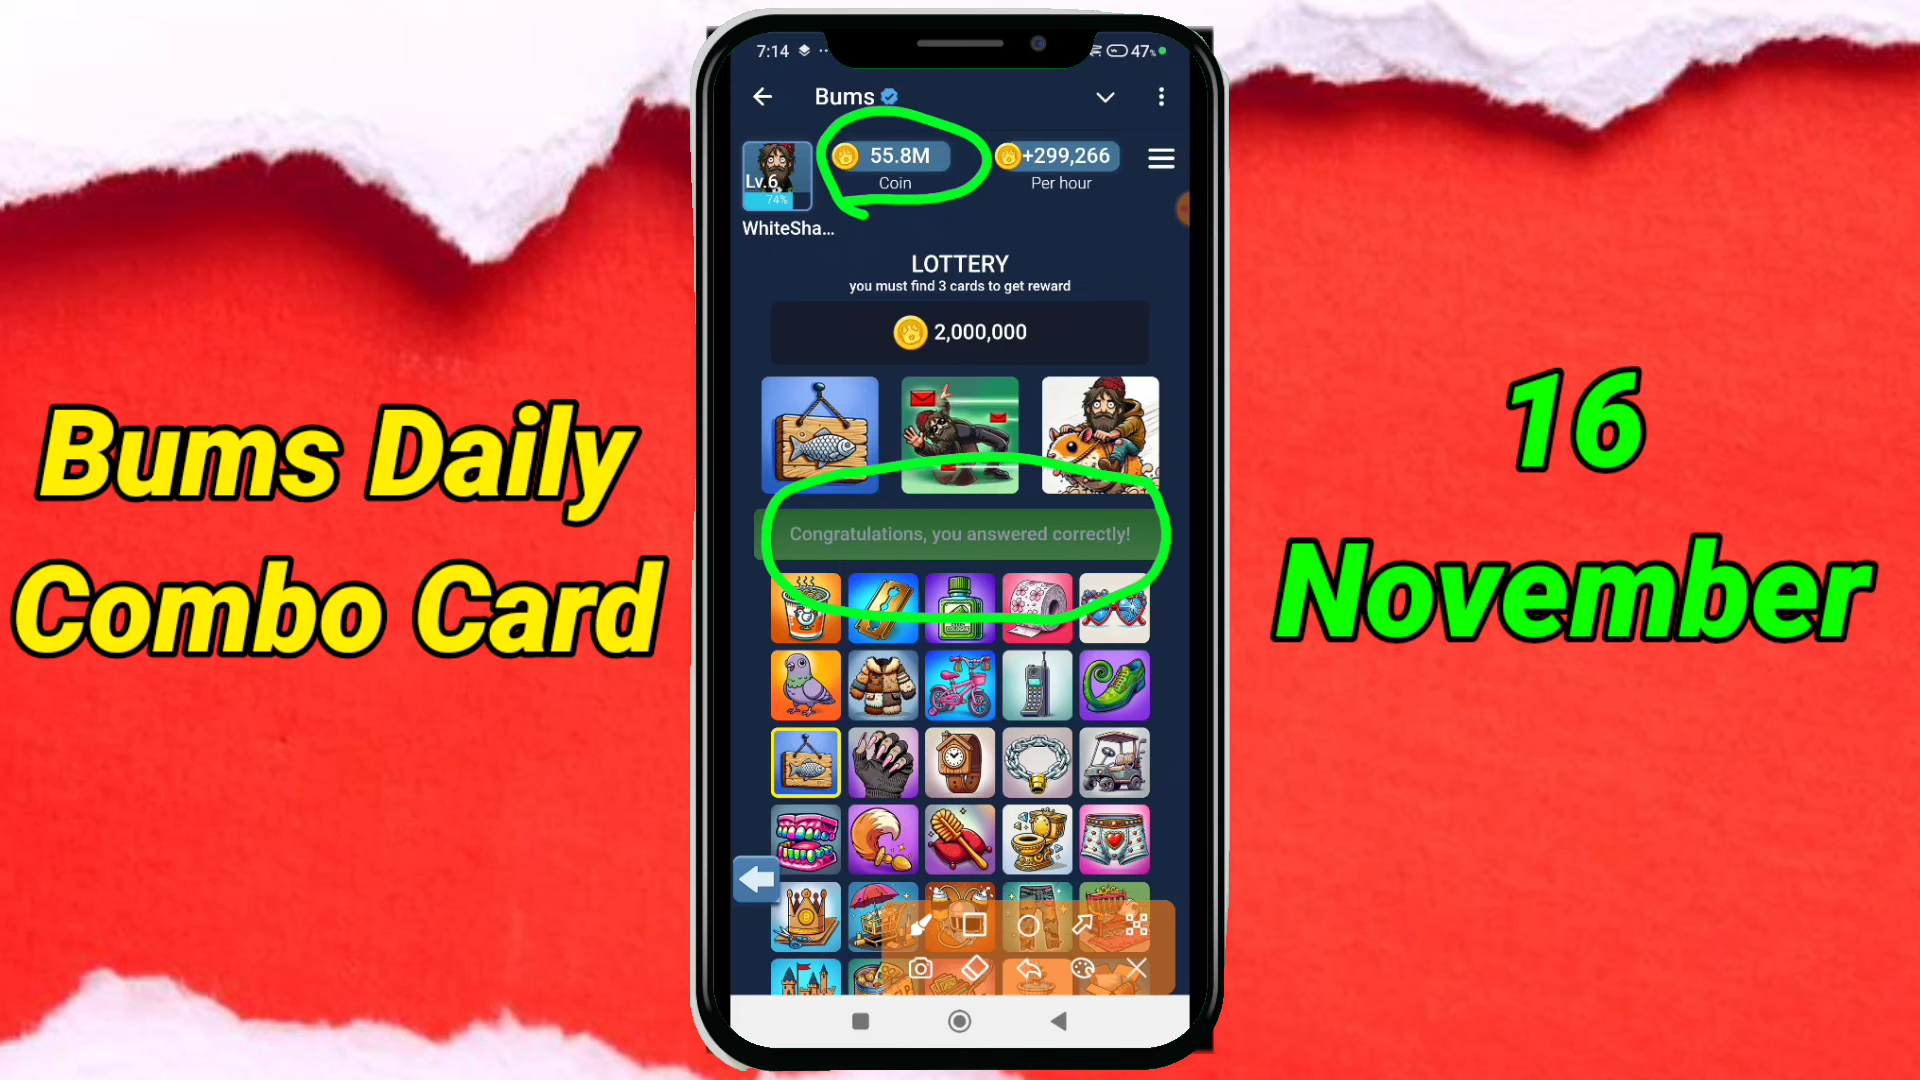 7:14
47%
Bums
55.8M
Coin
+299,266
Per hour
Lv.6
74%
WhiteSha...
LOTTERY
you must find 3 cards to get reward
2,000,000
Congratulations, you answered correctly!
Bums Daily
Combo Card
16
November